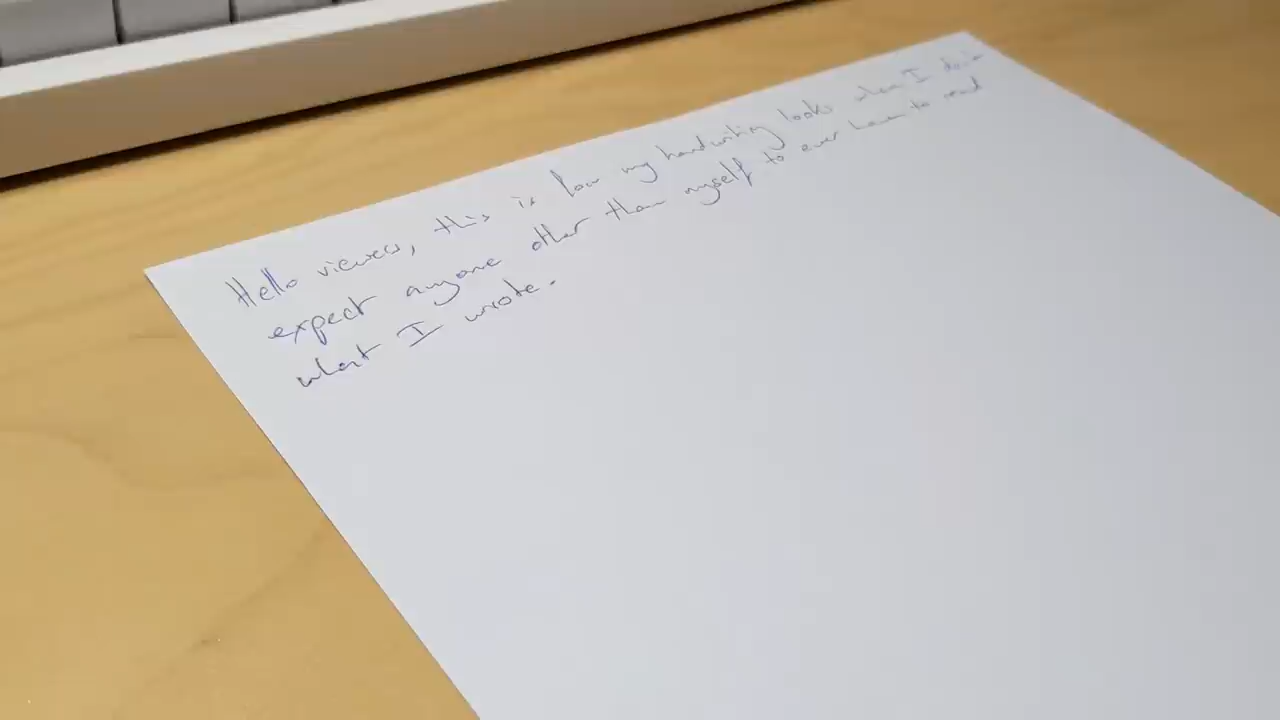 Hello viewers, this is how my handwriting looks when I don't
expect anyone other than myself to ever have to read
what I wrote.